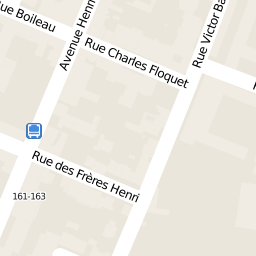 ue Boileau
Avenue Henri
Rue Charles Floquet
Rue Victor Ba
Rue des Frères Henri
161-163